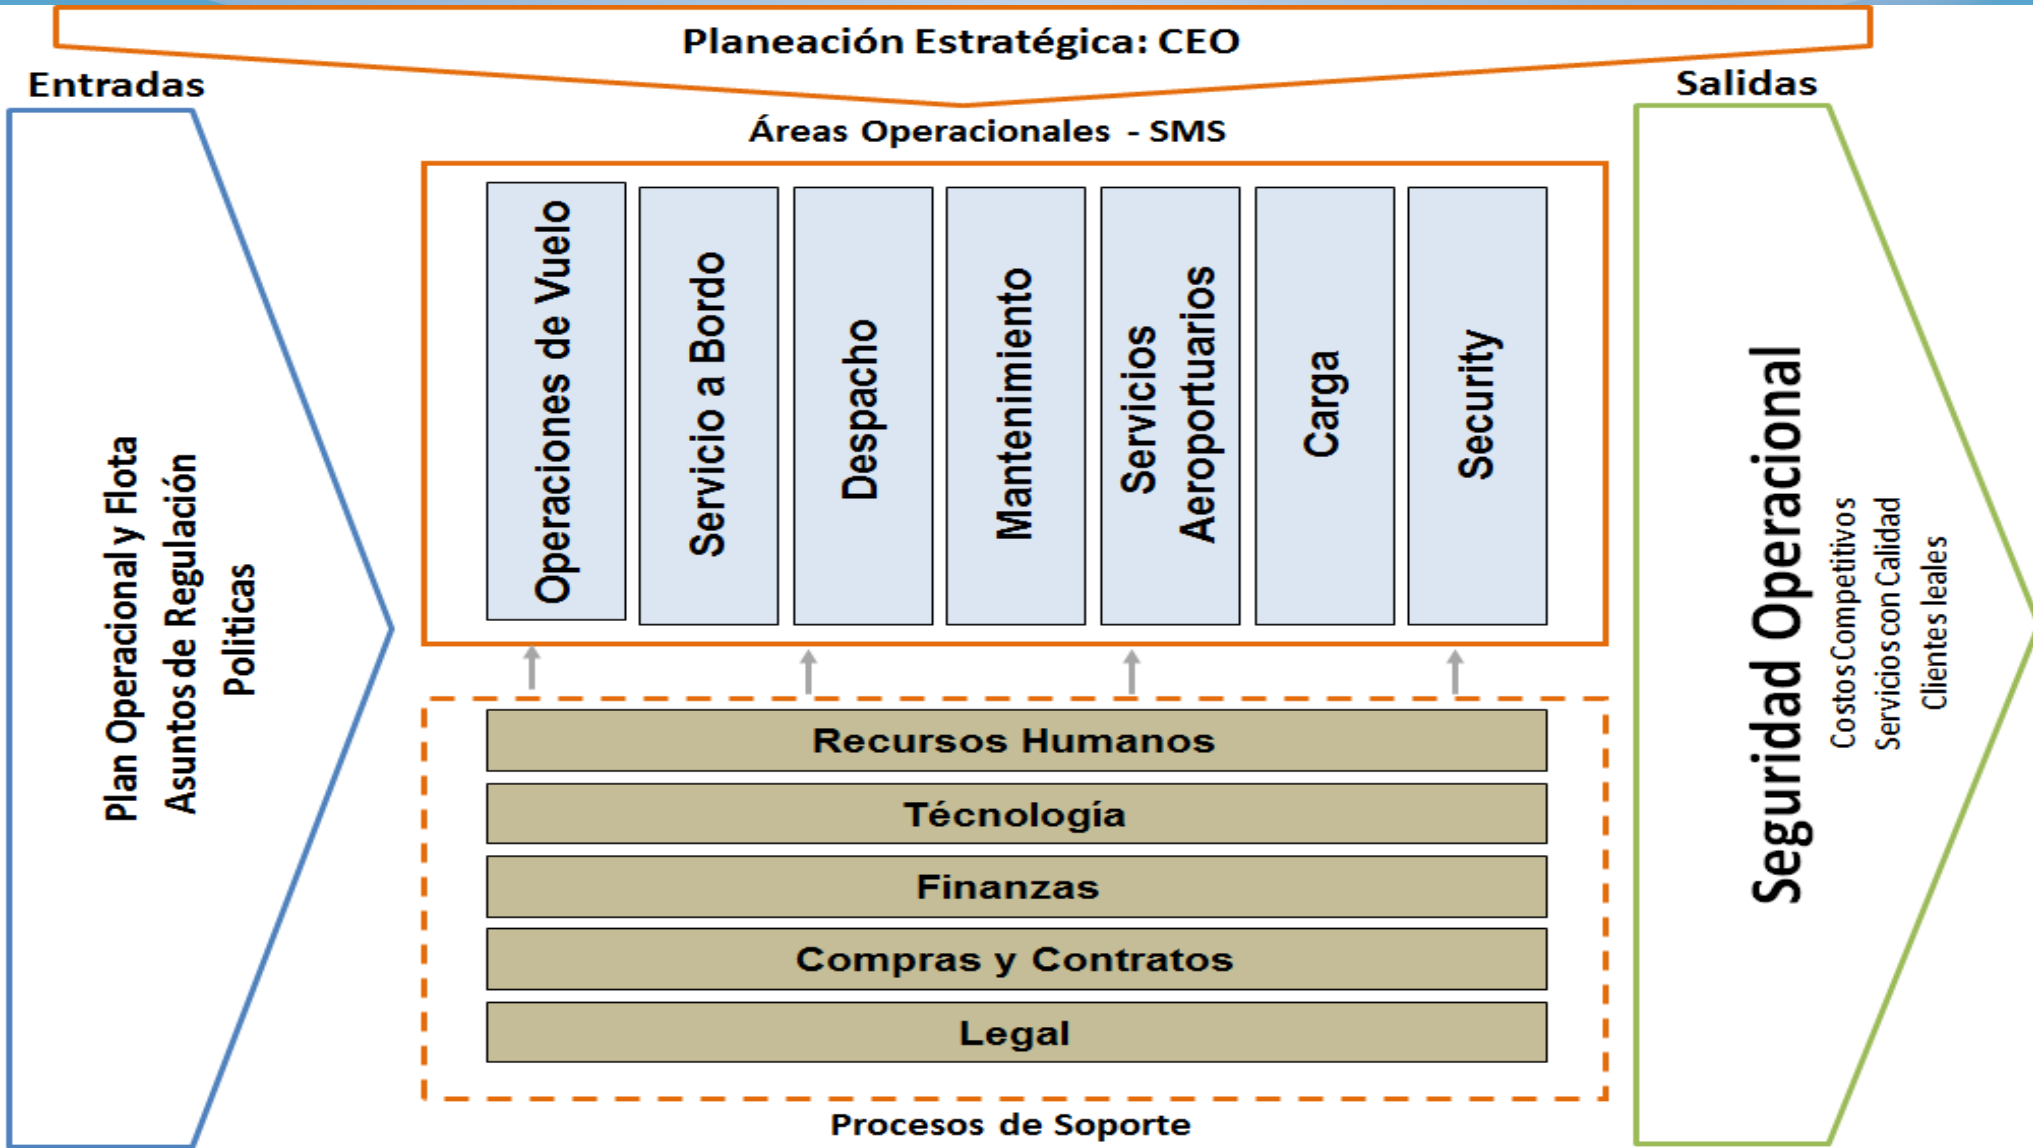 Planeación Estratégica: CEO
Entradas
Salidas
Áreas Operacionales - SMS
Plan Operacional y Flota
Asuntos de Regulación
Politicas
Operaciones de Vuelo
Servicio a Bordo
Despacho
Mantenimiento
Servicios
Aeroportuarios
Carga
Security
Recursos Humanos
Técnología
Finanzas
Compras y Contratos
Legal
Procesos de Soporte
Seguridad Operacional
Costos Competitivos
Servicios con Calidad
Clientes leales